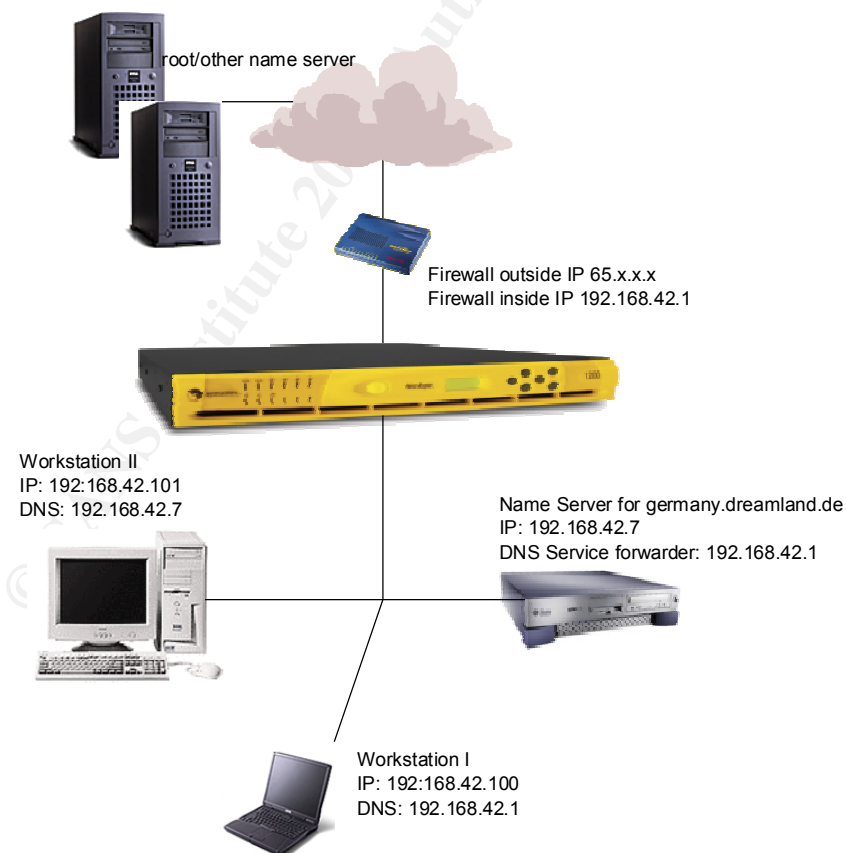 root/other name server
Firewall outside IP 65.x.x.x
Firewall inside IP 192.168.42.1
Workstation II
IP: 192:168.42.101
DNS: 192.168.42.7
Name Server for germany.dreamland.de
IP: 192.168.42.7
DNS Service forwarder: 192.168.42.1
Workstation I
IP: 192:168.42.100
DNS: 192.168.42.1